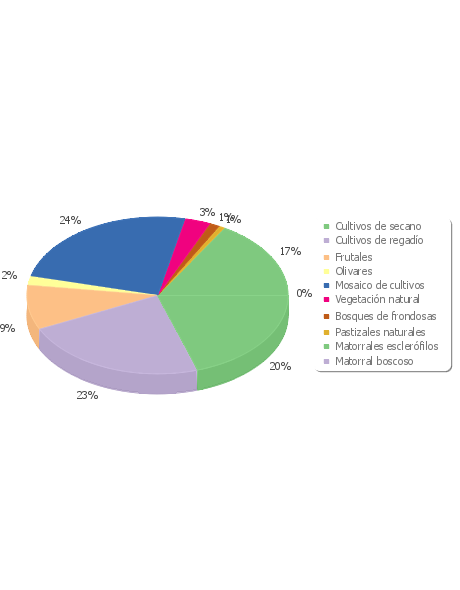 3%
1%
1%
24%
17%
2%
0%
9%
20%
23%
Cultivos de secano
Cultivos de regadío
Frutales
Olivares
Mosaico de cultivos
Vegetación natural
Bosques de frondosas
Pastizales naturales
Matorrales esclerófilos
Matorral boscoso